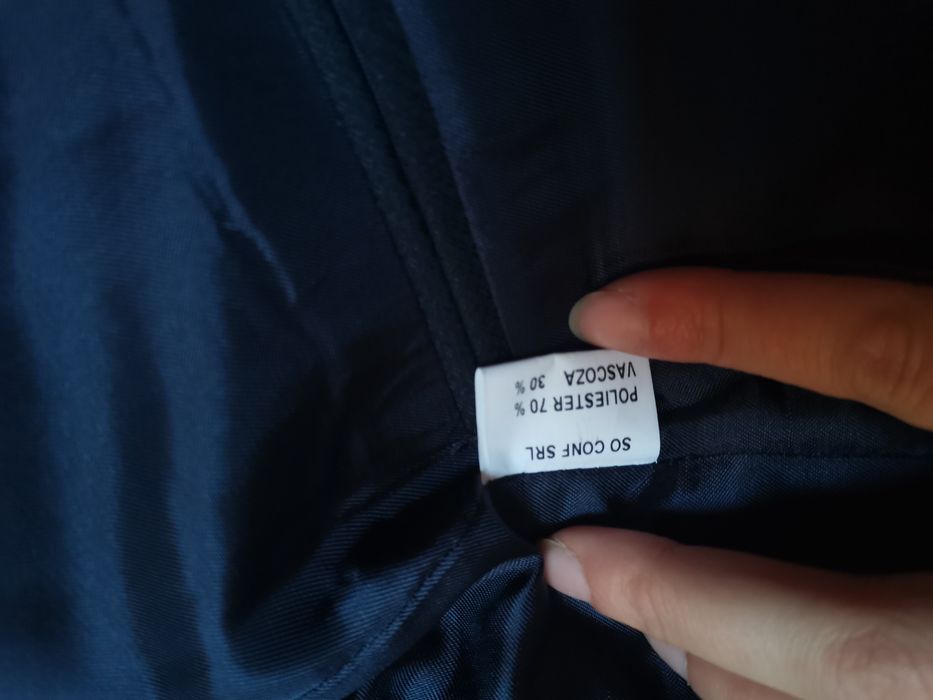 SO CONF SRL
POLIESTER 70 %
VASCOZA 30 %